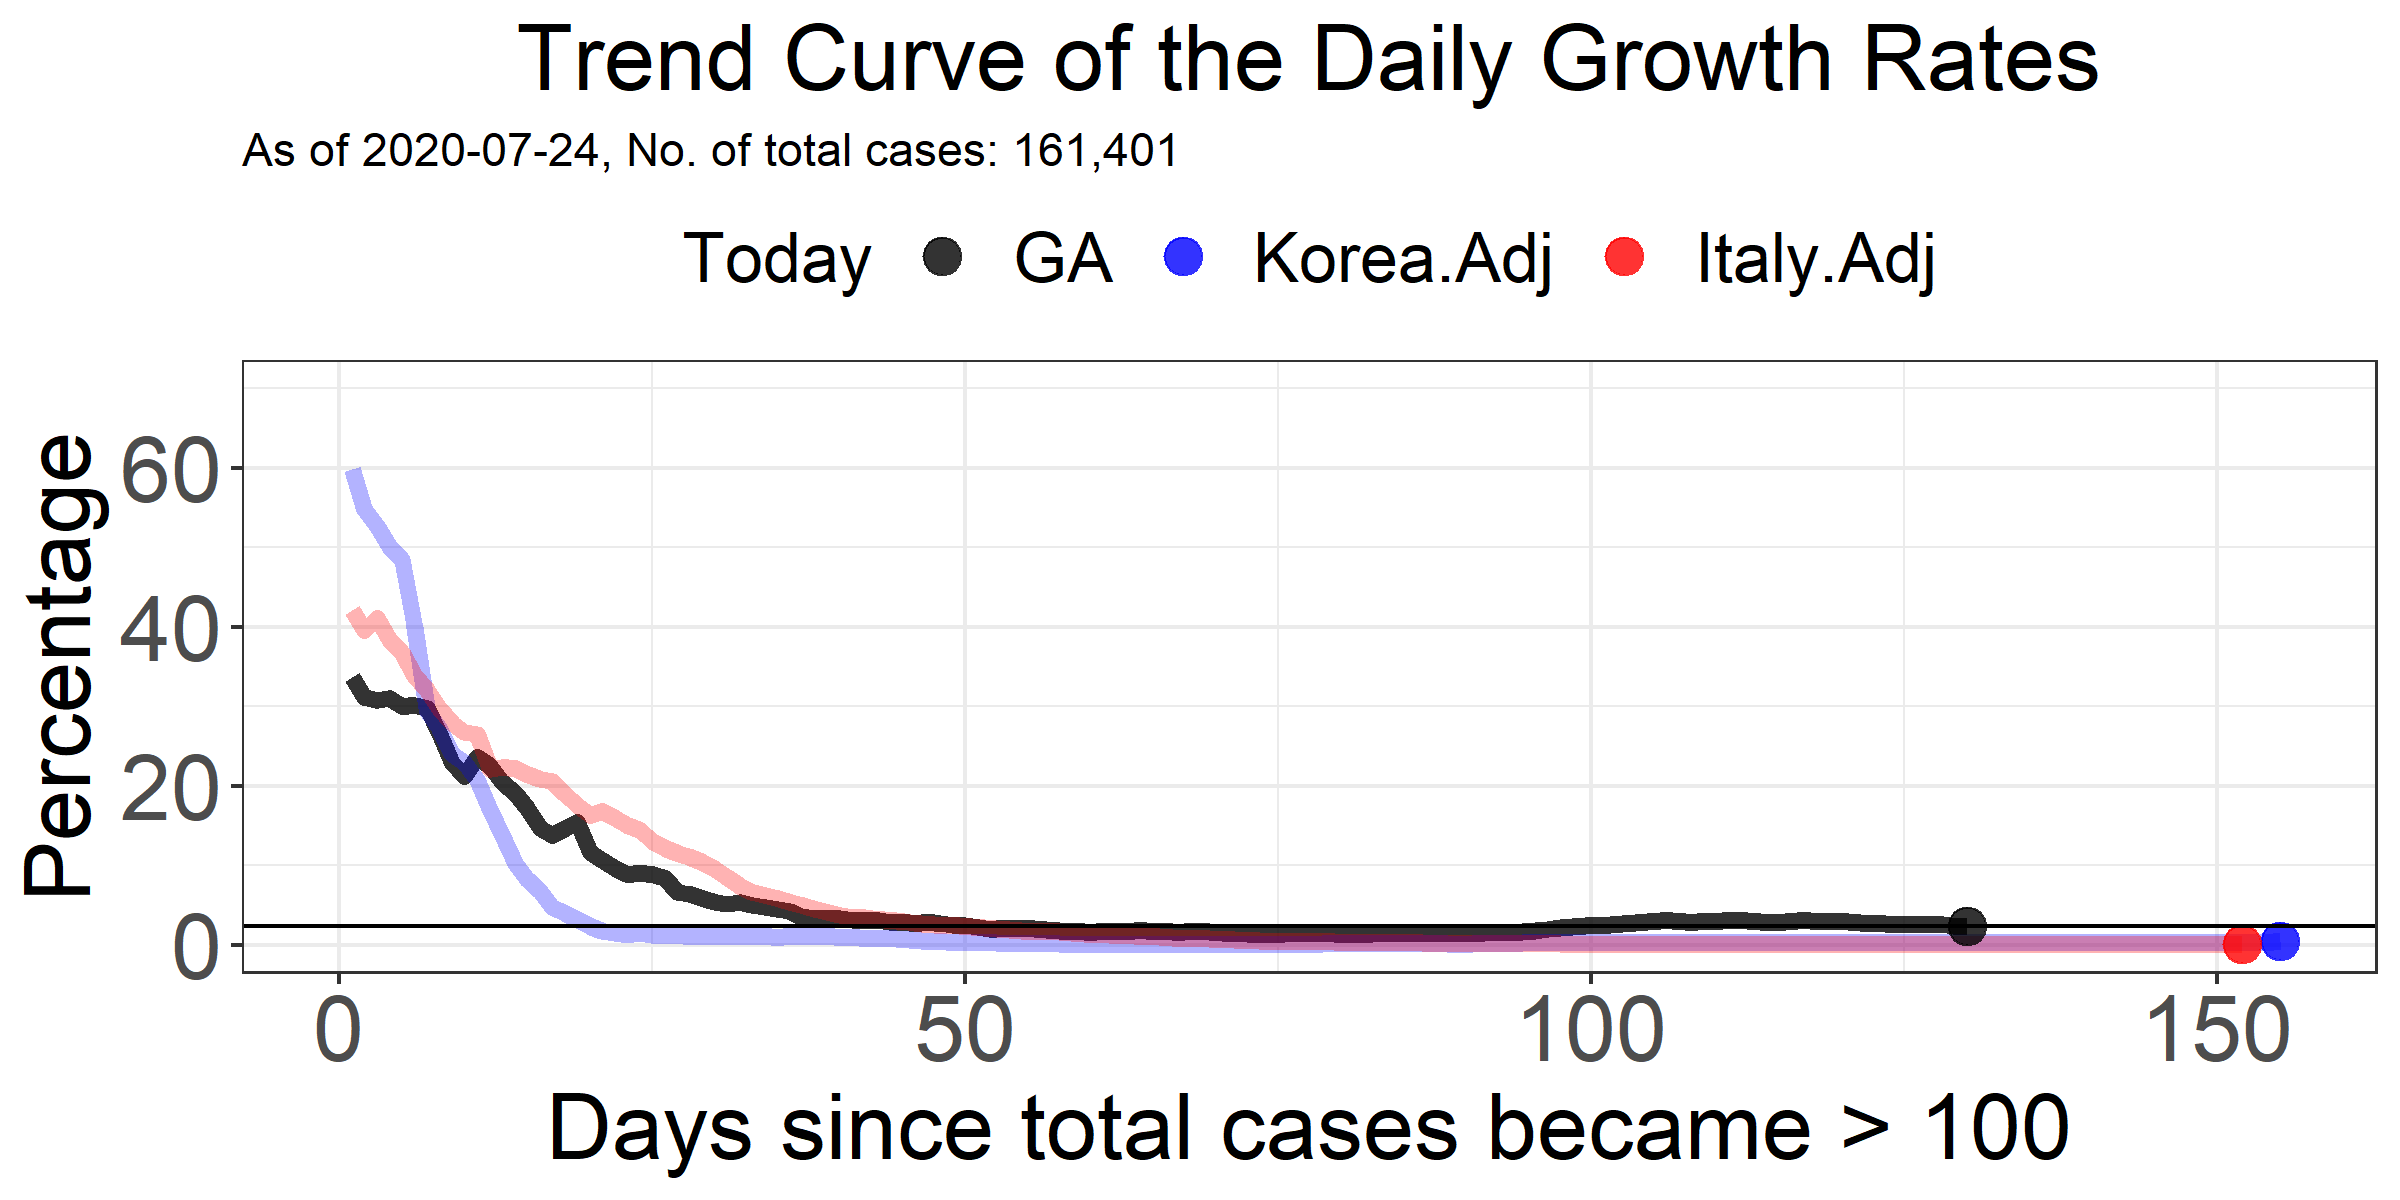 Trend Curve of the Daily Growth Rates
As of 2020-07-24, No. of total cases: 161,401
Today GA Korea.Adj Italy.Adj
Percentage
60
40
20
0
0 50 100 150
Days since total cases became > 100